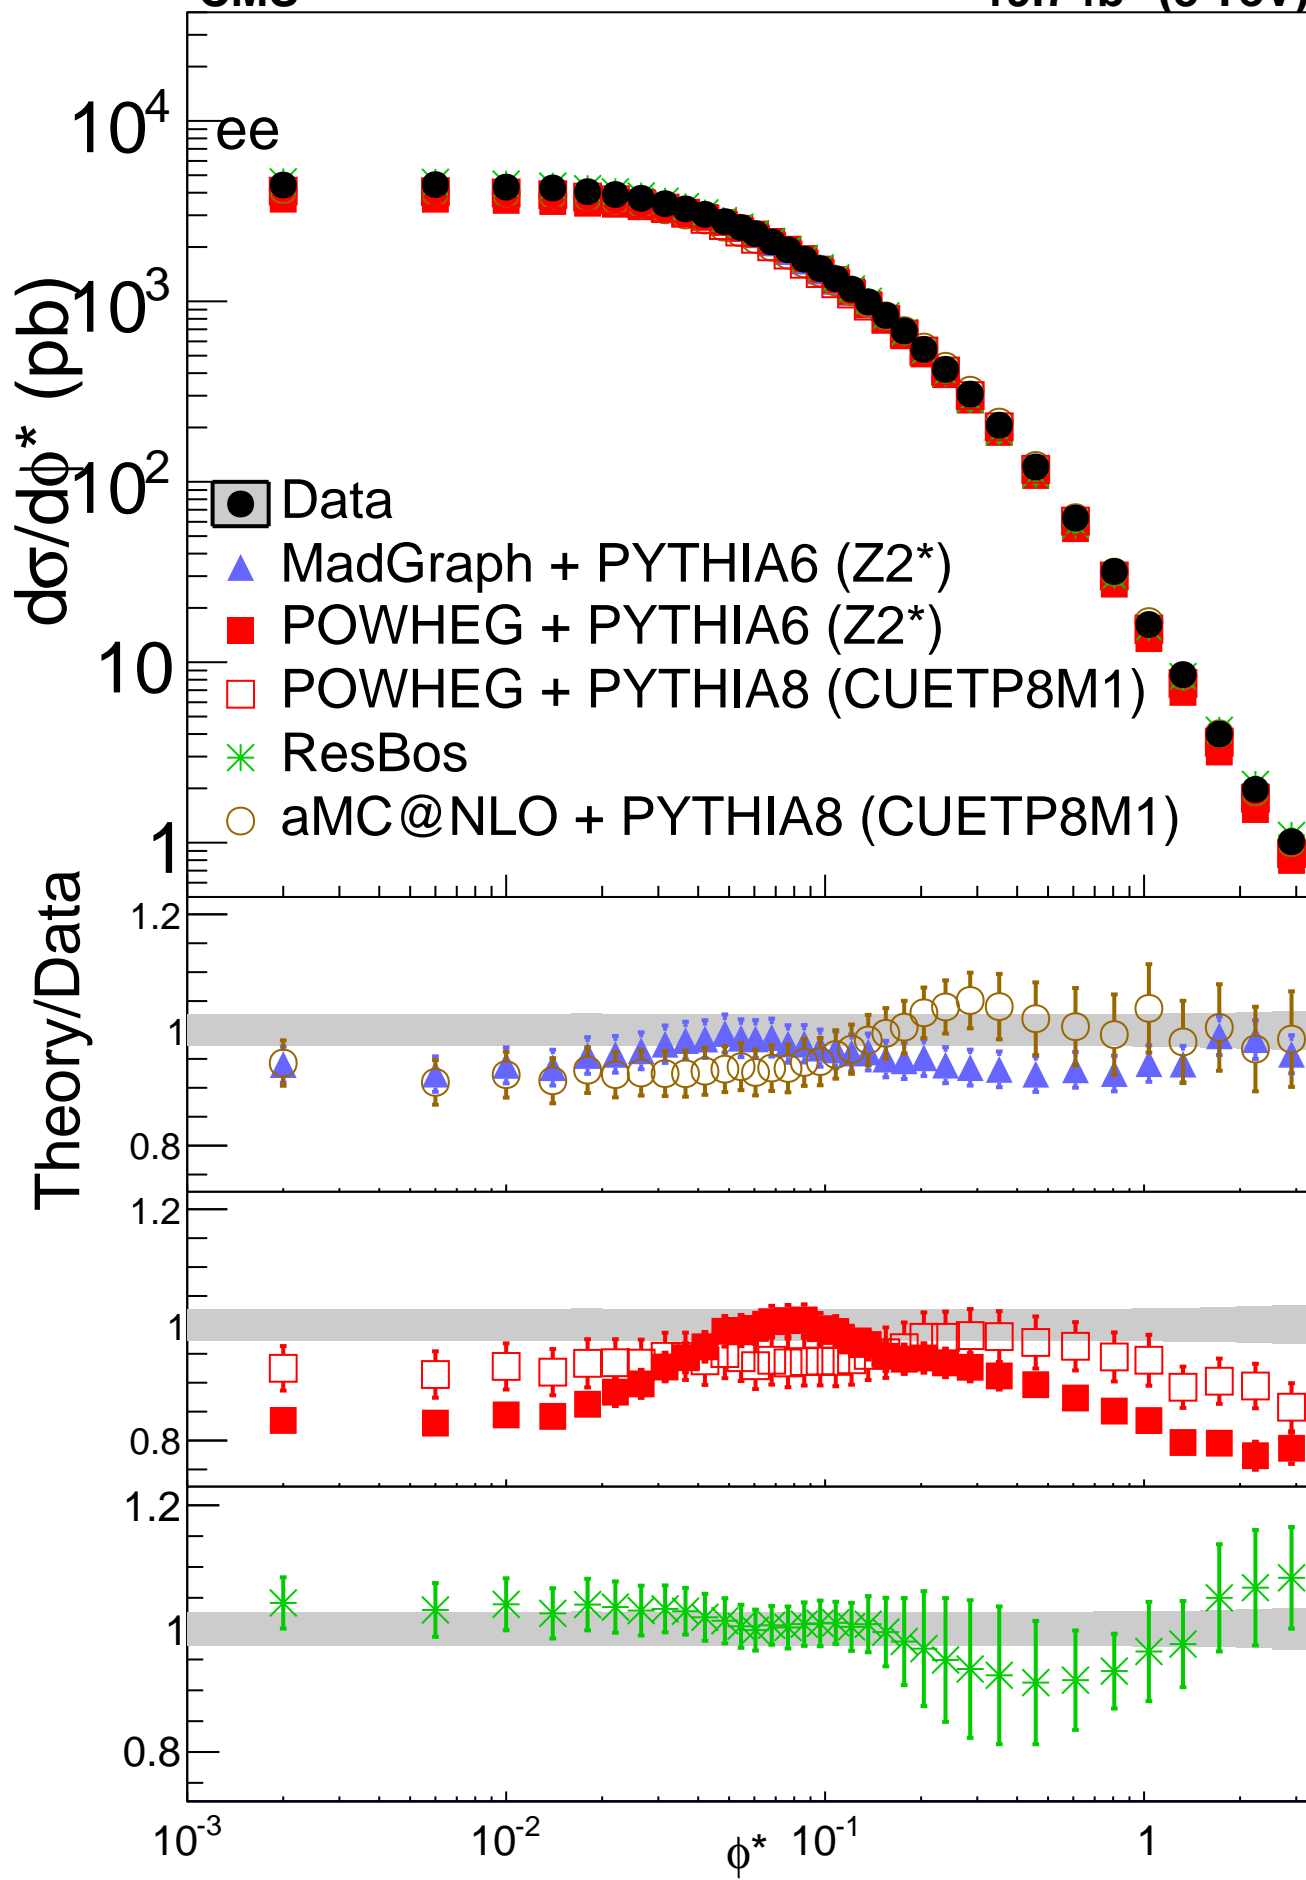 ee
10^4
10^3
10^2
10
1
dσ/dϕ* (pb)
Data
MadGraph + PYTHIA6 (Z2*)
POWHEG + PYTHIA6 (Z2*)
POWHEG + PYTHIA8 (CUETP8M1)
ResBos
aMC@NLO + PYTHIA8 (CUETP8M1)
Theory/Data
1.2
1
0.8
1.2
1
0.8
1.2
1
0.8
10^-3
10^-2
ϕ*
10^-1
1